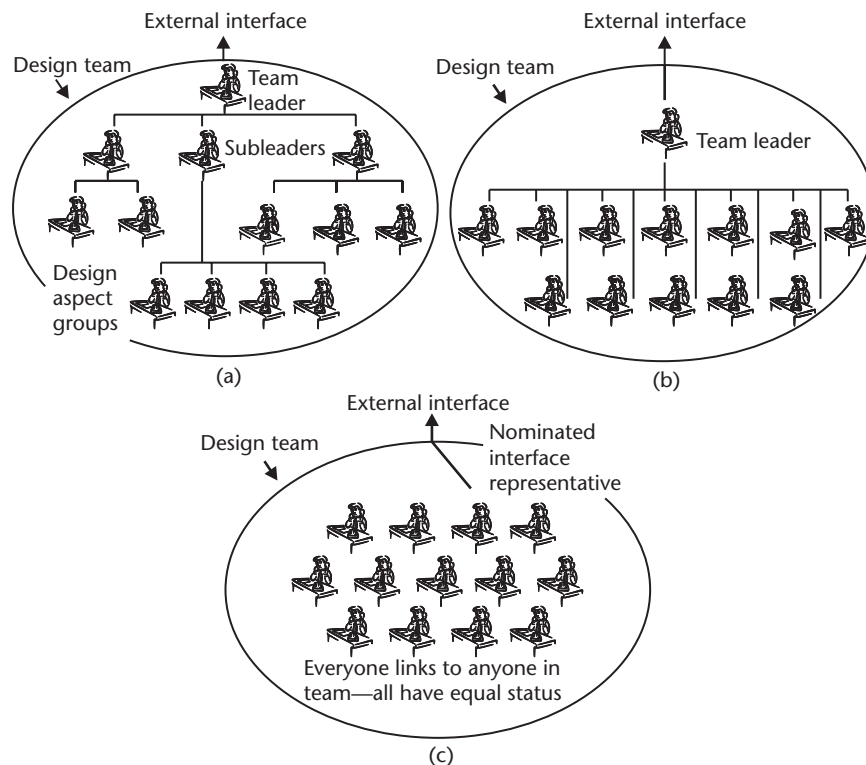 External interface
Design team
Team
leader
Subleaders
Design
aspect
groups
(a)
External interface
Design team
Team leader
(b)
External interface
Design team
Nominated
interface
representative
Everyone links to anyone in
team—all have equal status
(c)